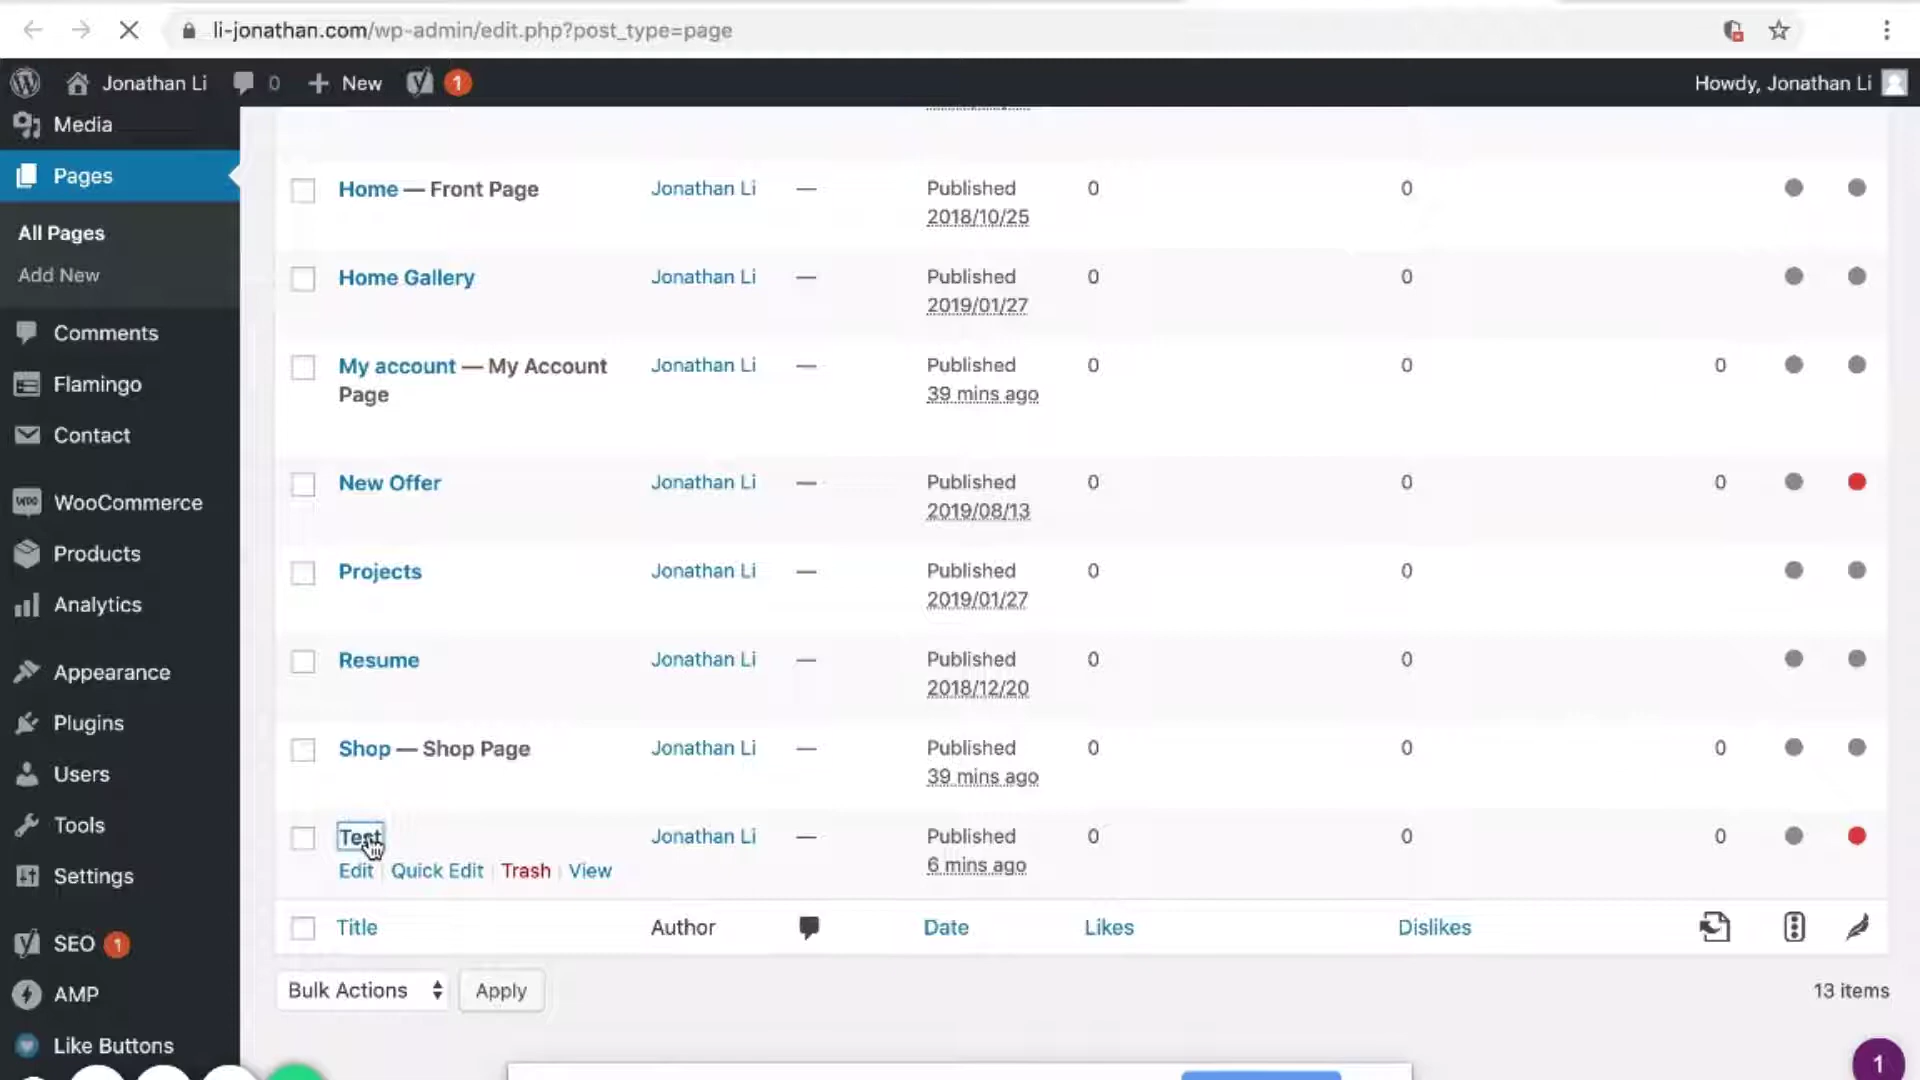 li-jonathan.com/wp-admin/edit.php?post_type=page
Jonathan Li 0 New 1 Howdy, Jonathan Li
Media
Pages
All Pages
Add New
Comments
Flamingo
Contact
WooCommerce
Products
Analytics
Appearance
Plugins
Users
Tools
Settings
SEO 1
AMP
Like Buttons
Home — Front Page Jonathan Li — Published 0 0
2018/10/25
Home Gallery Jonathan Li — Published 0 0
2019/01/27
My account — My Account Jonathan Li — Published 0 0 0
Page 39 mins ago
New Offer Jonathan Li — Published 0 0 0
2019/08/13
Projects Jonathan Li — Published 0 0
2019/01/27
Resume Jonathan Li — Published 0 0
2018/12/20
Shop — Shop Page Jonathan Li — Published 0 0 0
39 mins ago
Test Jonathan Li — Published 0 0 0
Edit | Quick Edit | Trash | View 6 mins ago
Title Author Date Likes Dislikes
Bulk Actions Apply 13 items
1